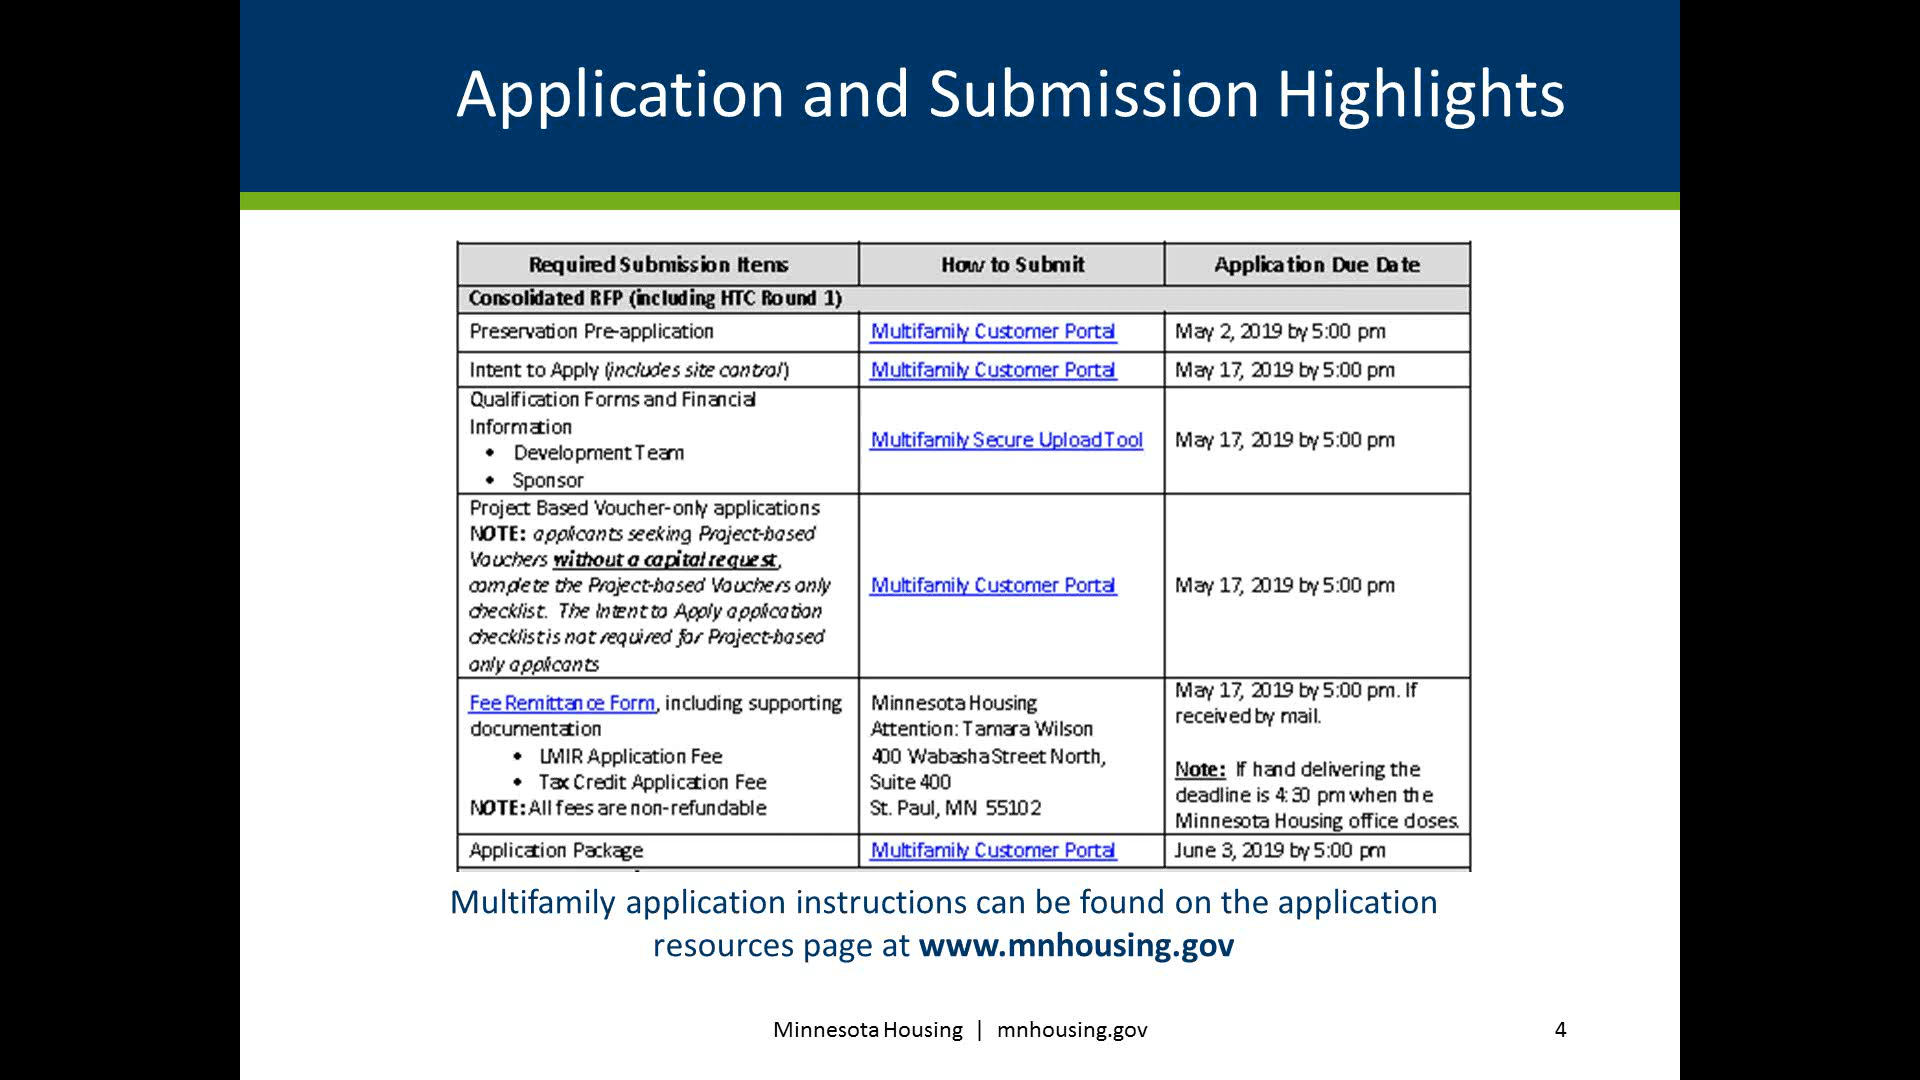 Application and Submission Highlights
Required Submission Items How to Submit Application Due Date
Consolidated RFP (including HTC Round 1)
Preservation Pre-application Multifamily Customer Portal May 2, 2019 by 5:00 pm
Intent to Apply (includes site control) Multifamily Customer Portal May 17, 2019 by 5:00 pm
Qualification Forms and Financial
Information
• Development Team
• Sponsor
Multifamily Secure Upload Tool
May 17, 2019 by 5:00 pm
Project Based Voucher-only applications
NOTE: applicants seeking Project-based
Vouchers without a capital request,
complete the Project-based Vouchers only
checklist. The Intent to Apply application
checklist is not required for Project-based
only applicants
Multifamily Customer Portal
May 17, 2019 by 5:00 pm
Fee Remittance Form, including supporting
documentation
• LMIR Application Fee
• Tax Credit Application Fee
NOTE: All fees are non-refundable
Minnesota Housing
Attention: Tamara Wilson
400 Wabasha Street North,
Suite 400
St. Paul, MN 55102
May 17, 2019 by 5:00 pm. If
received by mail.
Note: If hand delivering the
deadline is 4:30 pm when the
Minnesota Housing office closes.
Application Package Multifamily Customer Portal June 3, 2019 by 5:00 pm
Multifamily application instructions can be found on the application
resources page at www.mnhousing.gov
Minnesota Housing | mnhousing.gov
4